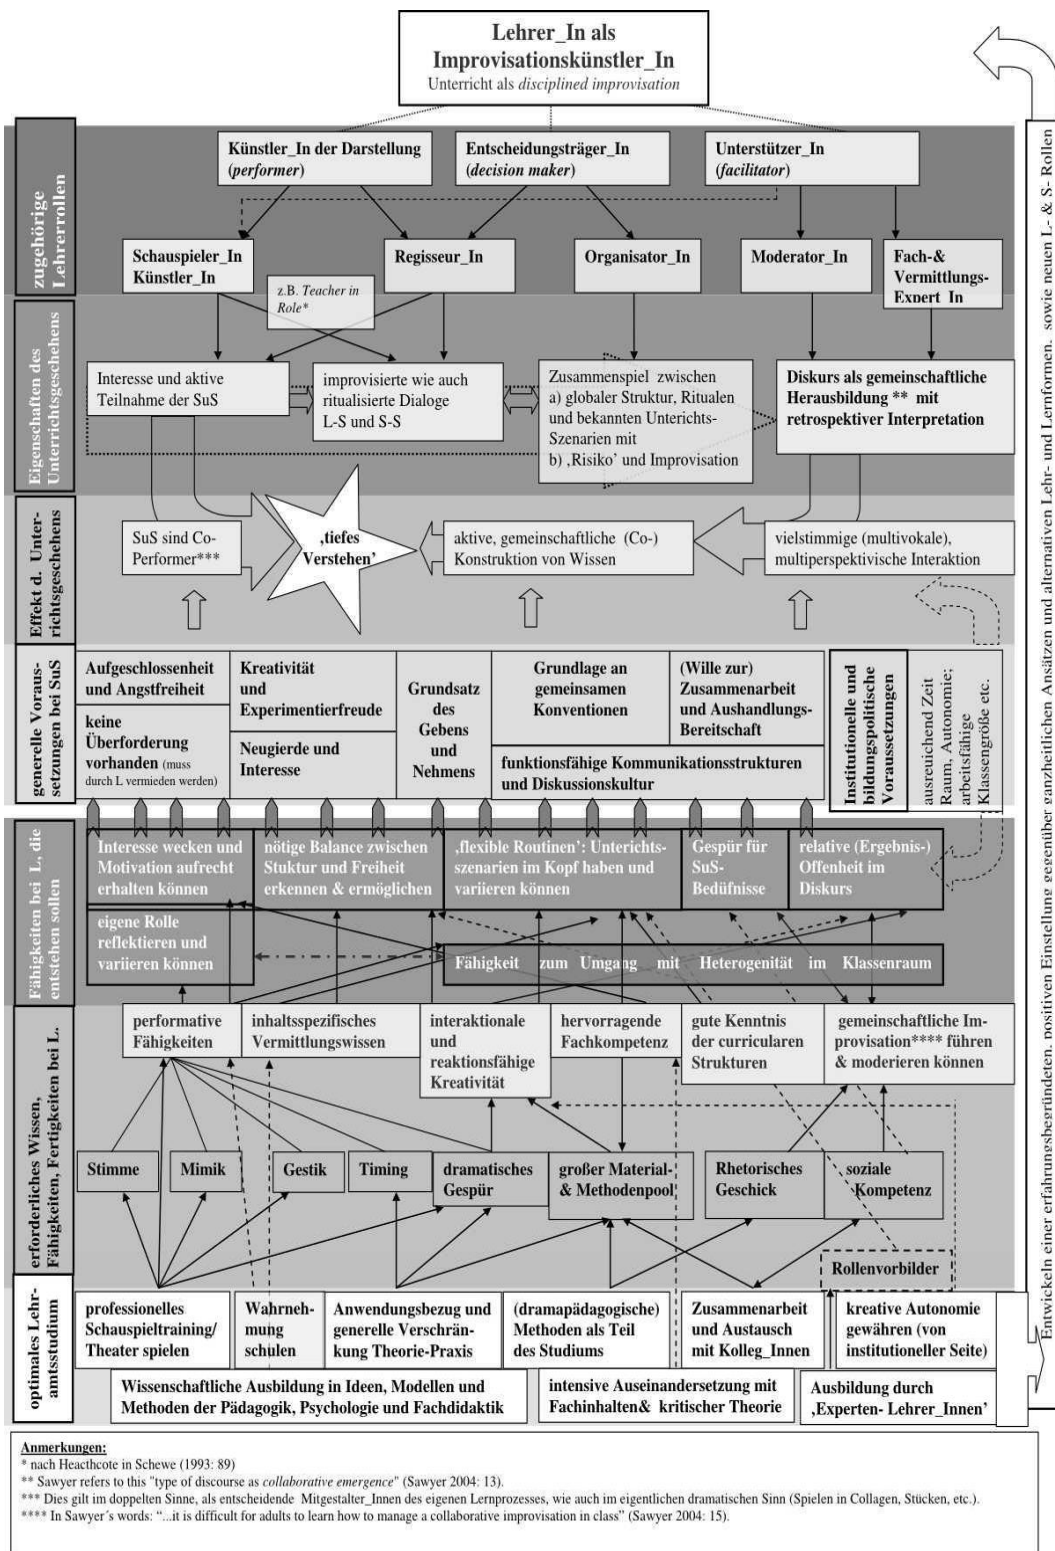 Lehrer_In als
Improvisationskünstler_In
Unterricht als disciplined improvisation
zugehörige
Lehrerrollen
Künstler_In der Darstellung
(performer)
Entscheidungsträger_In
(decision maker)
Unterstützer_In
(facilitator)
Schauspieler_In
Künstler_In
Regisseur_In
Organisator_In
Moderator_In
Fach-&
Vermittlungs-
Expert_In
z.B. Teacher in
Role*
Eigenschaften des
Unterrichtsgeschehens
Interesse und aktive
Teilnahme der SuS
improvisierte wie auch
ritualisierte Dialoge
L-S und S-S
Zusammenspiel zwischen
a) globaler Struktur, Ritualen
und bekannten Unterichts-
Szenarien mit
b) ‚Risiko’ und Improvisation
Diskurs als gemeinschaftliche
Herausbildung ** mit
retrospektiver Interpretation
Effekt d. Unter-
richtsgeschehens
SuS sind Co-
Performer***
‚tiefes
Verstehen’
aktive, gemeinschaftliche (Co-)
Konstruktion von Wissen
vielstimmige (multivokale),
multiperspektivische Interaktion
generelle Voraus-
setzungen bei SuS
Aufgeschlossenheit
und Angstfreiheit
keine
Überforderung
vorhanden (muss
durch L vermieden werden)
Kreativität
und
Experimentierfreude
Neugierde und
Interesse
Grundsatz
des
Gebens
und
Nehmens
Grundlage an
gemeinsamen
Konventionen
(Wille zur)
Zusammenarbeit
und Aushandlungs-
Bereitschaft
funktionsfähige Kommunikationsstrukturen
und Diskussionskultur
Institutionelle und
bildungspolitische
Voraussetzungen
ausreuichend Zeit
Raum, Autonomie;
arbeitsfähige
Klassengröße etc.
Fähigkeiten bei L, die
entstehen sollen
Interesse wecken und
Motivation aufrecht
erhalten können
nötige Balance zwischen
Stuktur und Freiheit
erkennen & ermöglichen
‚flexible Routinen’: Unterichts-
szenarien im Kopf haben und
variieren können
Gespür für
SuS-
Bedüfnisse
relative (Ergebnis-)
Offenheit im
Diskurs
eigene Rolle
reflektieren und
variieren können
Fähigkeit zum Umgang mit Heterogenität im Klassenraum
erforderliches Wissen,
Fähigkeiten, Fertigkeiten bei L.
performative
Fähigkeiten
inhaltsspezifisches
Vermittlungswissen
interaktionale
und
reaktionsfähige
Kreativität
hervorragende
Fachkompetenz
gute Kenntnis
der curricularen
Strukturen
gemeinschaftliche Im-
provisation**** führen
& moderieren können
Stimme
Mimik
Gestik
Timing
dramatisches
Gespür
großer Material-
& Methodenpool
Rhetorisches
Geschick
soziale
Kompetenz
Rollenvorbilder
optimales Lehr-
amtsstudium
professionelles
Schauspieltraining/
Theater spielen
Wahrneh-
mung
schulen
Anwendungsbezug und
generelle Verschrän-
kung Theorie-Praxis
(dramapädagogische)
Methoden als Teil
des Studiums
Zusammenarbeit
und Austausch
mit Kolleg_Innen
kreative Autonomie
gewähren (von
institutioneller Seite)
Wissenschaftliche Ausbildung in Ideen, Modellen und
Methoden der Pädagogik, Psychologie und Fachdidaktik
intensive Auseinandersetzung mit
Fachinhalten& kritischer Theorie
Ausbildung durch
‚Experten- Lehrer_Innen’
Entwickeln einer erfahrungsbegründeten, positiven Einstellung gegenüber ganzheitlichen Ansätzen und alternativen Lehr- und Lernformen. sowie neuen L- & S- Rollen
Anmerkungen:
* nach Heacthcote in Schewe (1993: 89)
** Sawyer refers to this "type of discourse as collaborative emergence" (Sawyer 2004: 13).
*** Dies gilt im doppelten Sinne, als entscheidende Mitgestalter_Innen des eigenen Lernprozesses, wie auch im eigentlichen dramatischen Sinn (Spielen in Collagen, Stücken, etc.).
**** In Sawyer´s words: “...it is difficult for adults to learn how to manage a collaborative improvisation in class” (Sawyer 2004: 15).